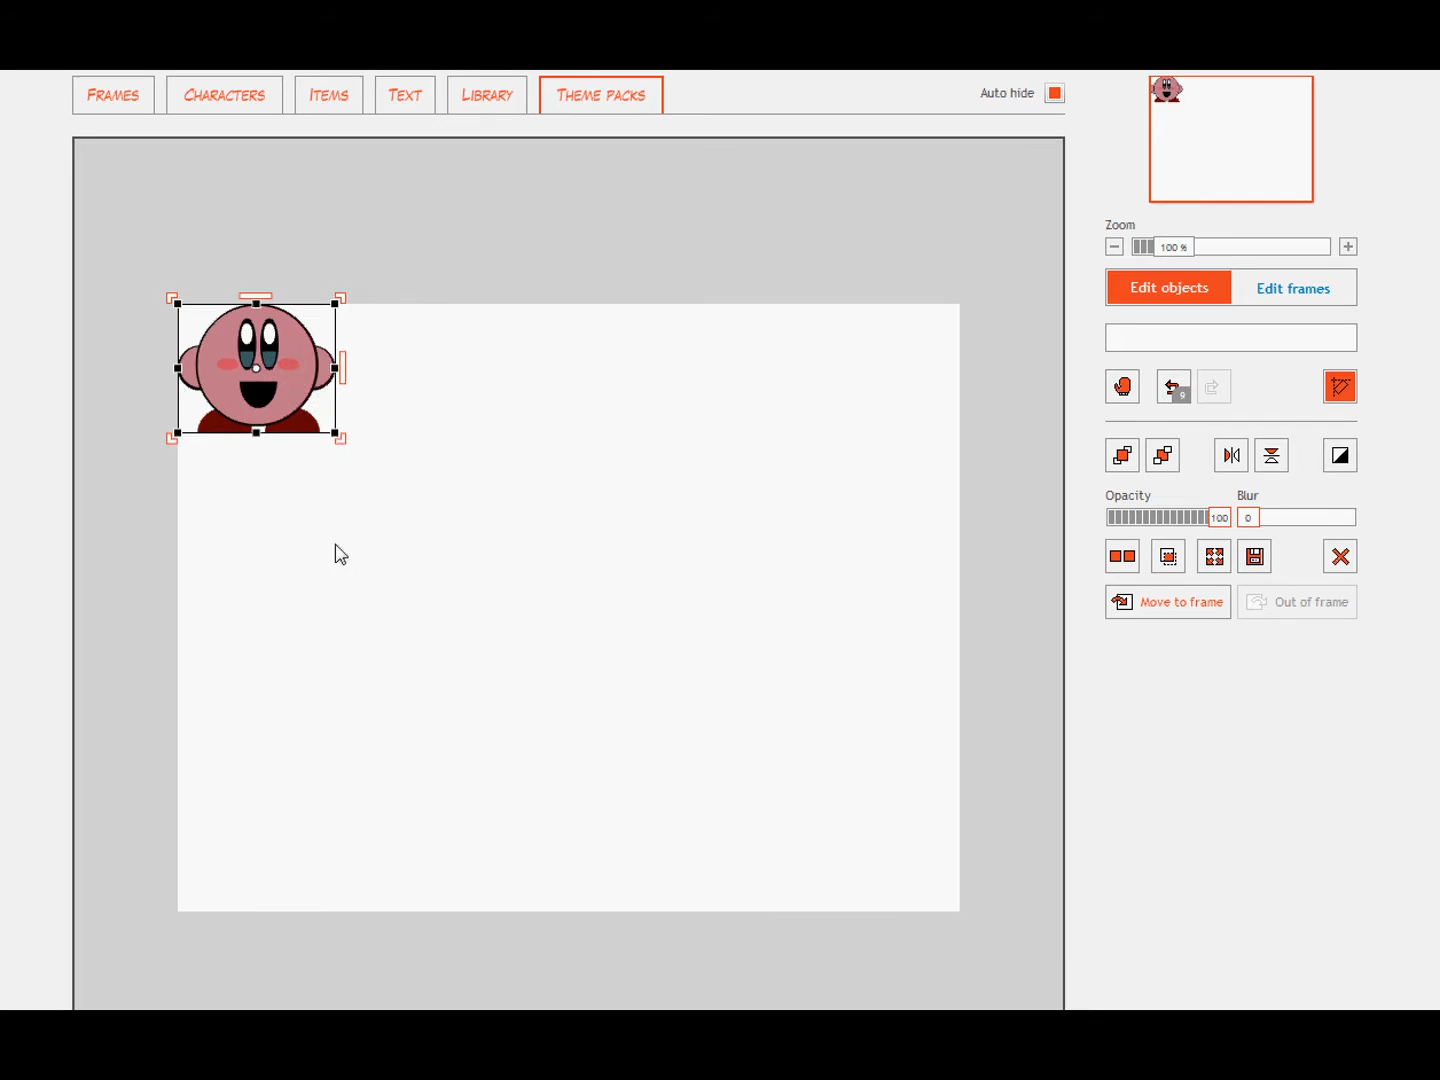 FRAMES CHARACTERS ITEMS TEXT LIBRARY THEME PACKS Auto hide
Zoom
100 %
Edit objects Edit frames
9
Opacity Blur
100 0
Move to frame Out of frame